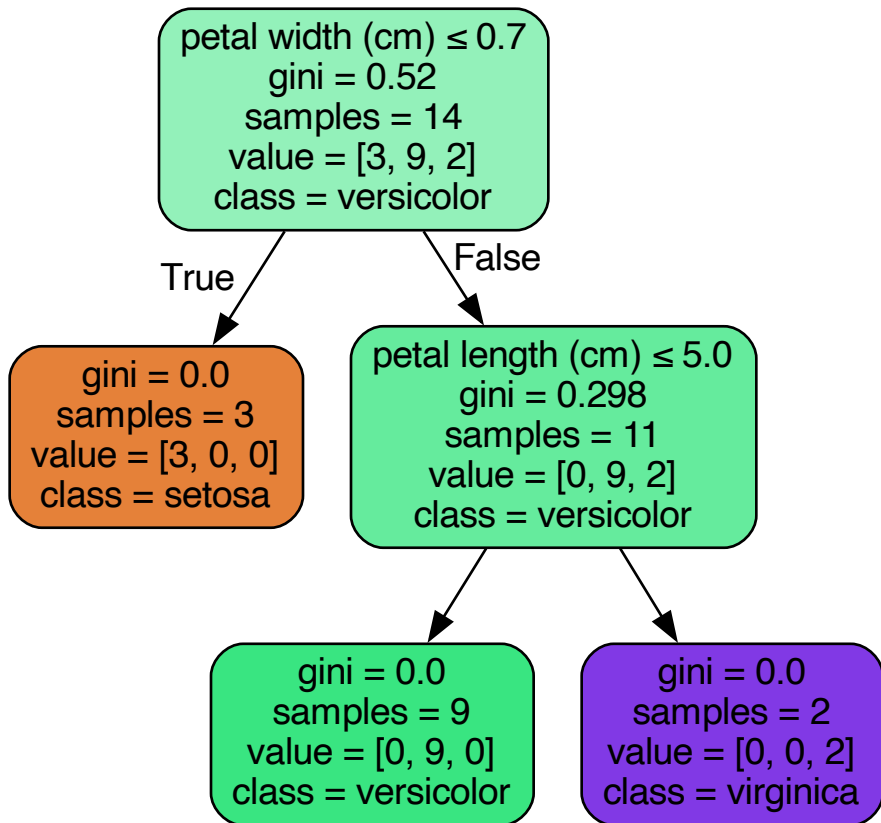 petal width (cm) ≤ 0.7
gini = 0.52
samples = 14
value = [3, 9, 2]
class = versicolor
True
False
gini = 0.0
samples = 3
value = [3, 0, 0]
class = setosa
petal length (cm) ≤ 5.0
gini = 0.298
samples = 11
value = [0, 9, 2]
class = versicolor
gini = 0.0
samples = 9
value = [0, 9, 0]
class = versicolor
gini = 0.0
samples = 2
value = [0, 0, 2]
class = virginica